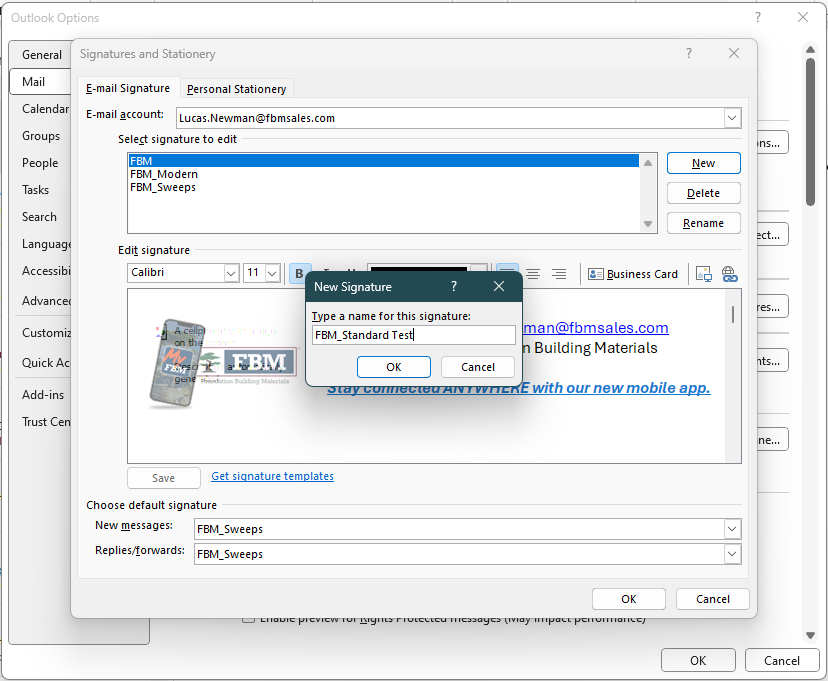 Outlook Options
?
General
Mail
Calendar
Groups
People
Tasks
Search
Language
Accessibi
Advanced
Customiz
Quick Ac
Add-ins
Trust Cen
Signatures and Stationery
?
E-mail Signature
Personal Stationery
E-mail account:
Lucas.Newman@fbmsales.com
Select signature to edit
FBM
FBM_Modern
FBM_Sweeps
New
Delete
Rename
Edit signature
Calibri
11
B
Business Card
New Signature
?
Type a name for this signature:
FBM_Standard Test
OK
Cancel
A cellp
on the
gene
My
FBM
FBM
Foundation Building Materials
man@fbmsales.com
n Building Materials
Stay connected ANYWHERE with our new mobile app.
Save
Get signature templates
Choose default signature
New messages:
FBM_Sweeps
Replies/forwards:
FBM_Sweeps
OK
Cancel
ons...
ect...
res...
nts...
ne...
Enable preview for Rights Protected messages (May impact performance)
OK
Cancel